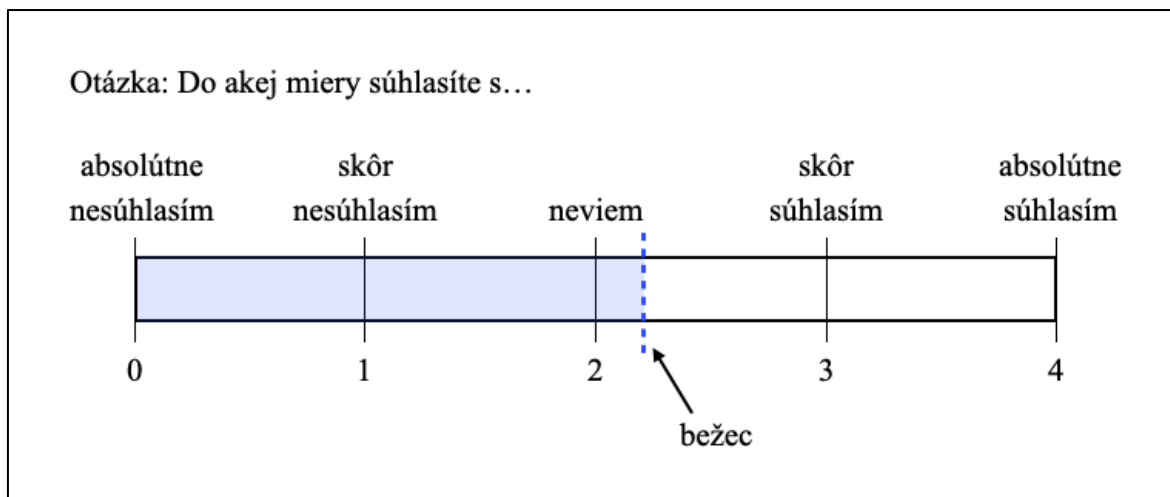 Otázka: Do akej miery súhlasíte s…
absolútne skôr skôr absolútne
nesúhlasím nesúhlasím neviem súhlasím súhlasím
0 1 2 3 4
bežec